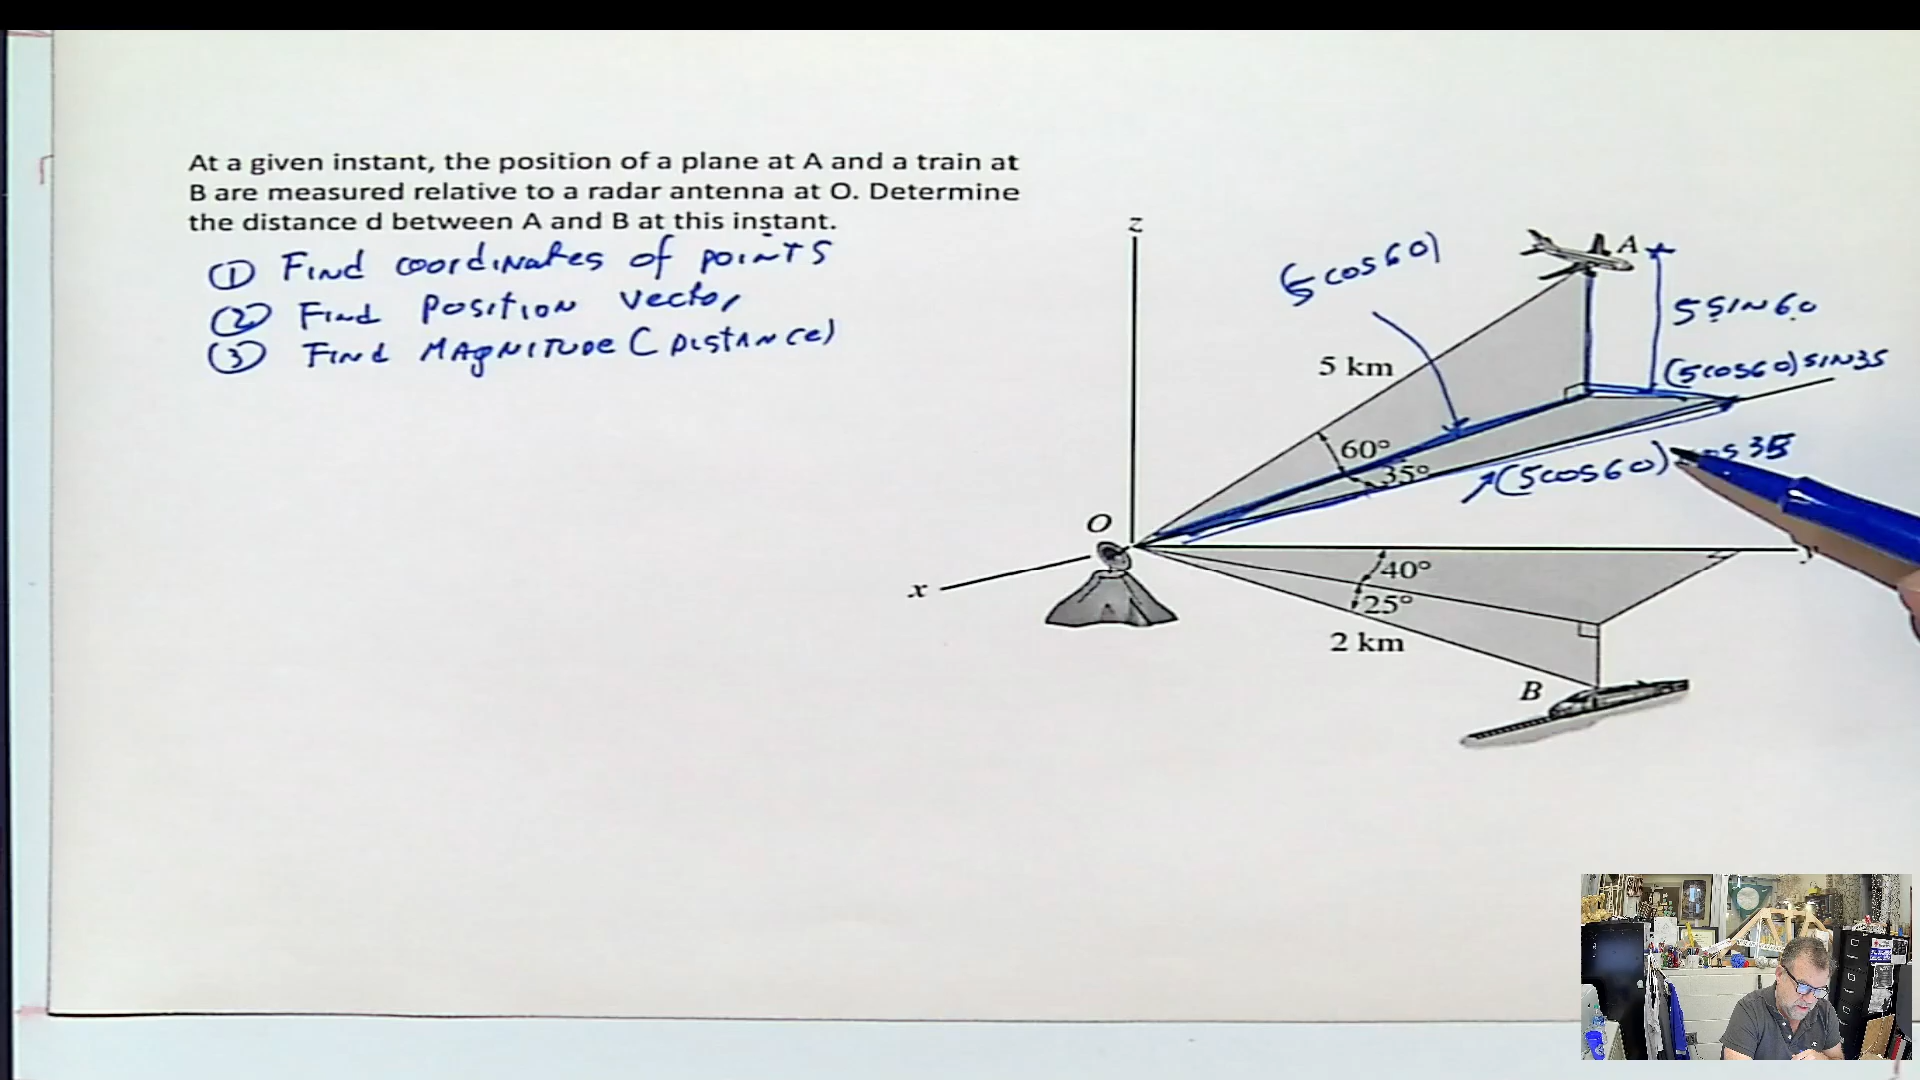 At a given instant, the position of a plane at A and a train at
B are measured relative to a radar antenna at O. Determine
the distance d between A and B at this instant.
① Find coordinates of points
② Find Position vector
③ Find MAGNITUDE (DISTANCE)
z
A
(5cos60)
5 SIN60
5 km
(5cos60)SIN35
60°
35°
(5cos60)
O
x
40°
25°
2 km
B